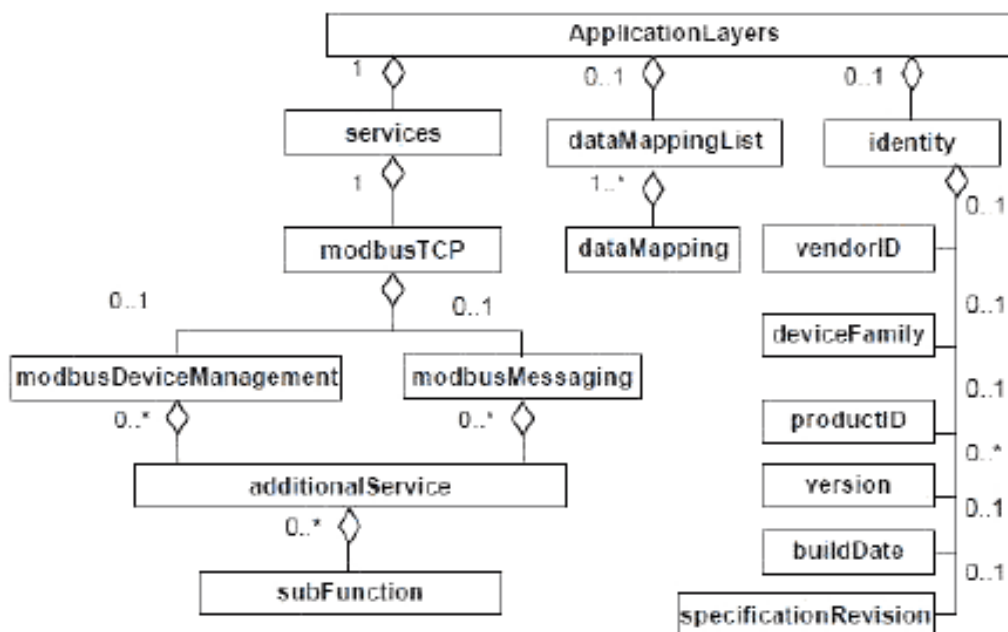 ApplicationLayers
1
0..1
0..1
services
dataMappingList
identity
1
1..*
0..1
modbusTCP
dataMapping
vendorID
0..1
0..1
0..1
deviceFamily
modbusDeviceManagement
modbusMessaging
0..1
0..*
0..*
productID
0..*
additionalService
version
0..1
0..*
buildDate
0..1
subFunction
specificationRevision